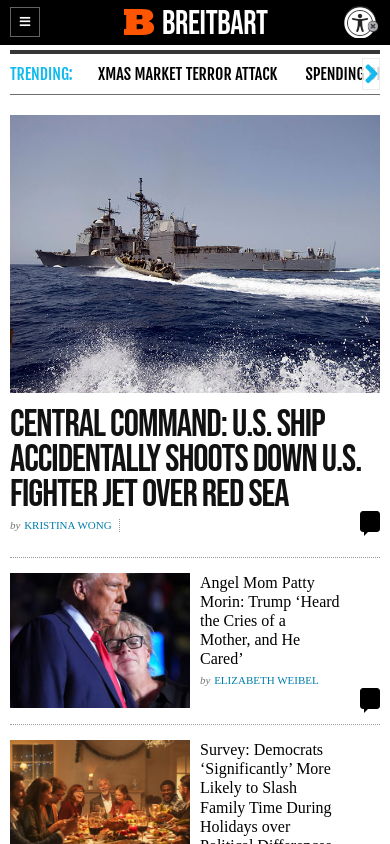 BREITBART
TRENDING: XMAS MARKET TERROR ATTACK SPENDING
CENTRAL COMMAND: U.S. SHIP
ACCIDENTALLY SHOOTS DOWN U.S.
FIGHTER JET OVER RED SEA
by KRISTINA WONG
Angel Mom Patty
Morin: Trump ‘Heard
the Cries of a
Mother, and He
Cared’
by ELIZABETH WEIBEL
Survey: Democrats
‘Significantly’ More
Likely to Slash
Family Time During
Holidays over
Political Differences